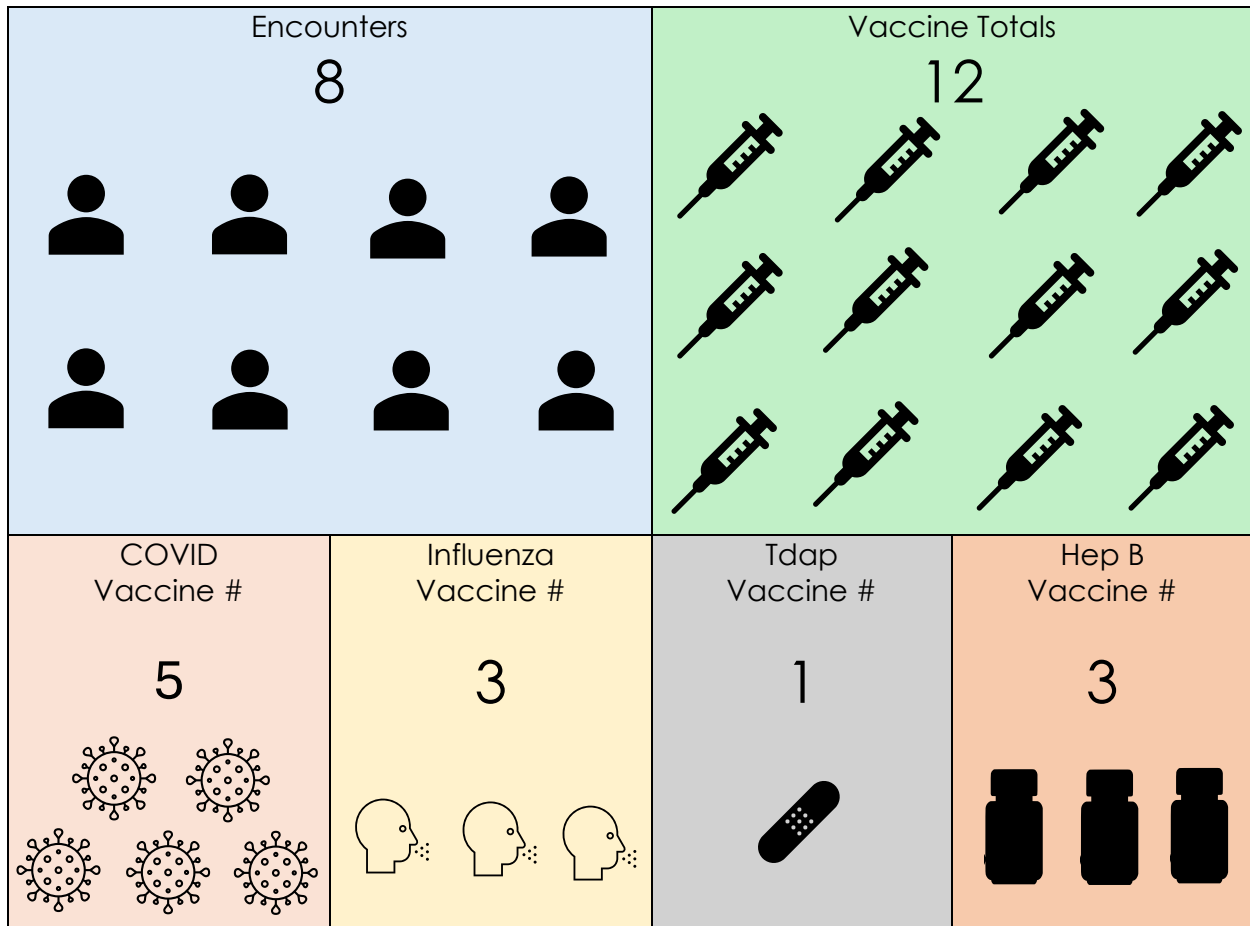 Encounters
8
Vaccine Totals
12
COVID
Vaccine #
5
Influenza
Vaccine #
3
Tdap
Vaccine #
1
Hep B
Vaccine #
3